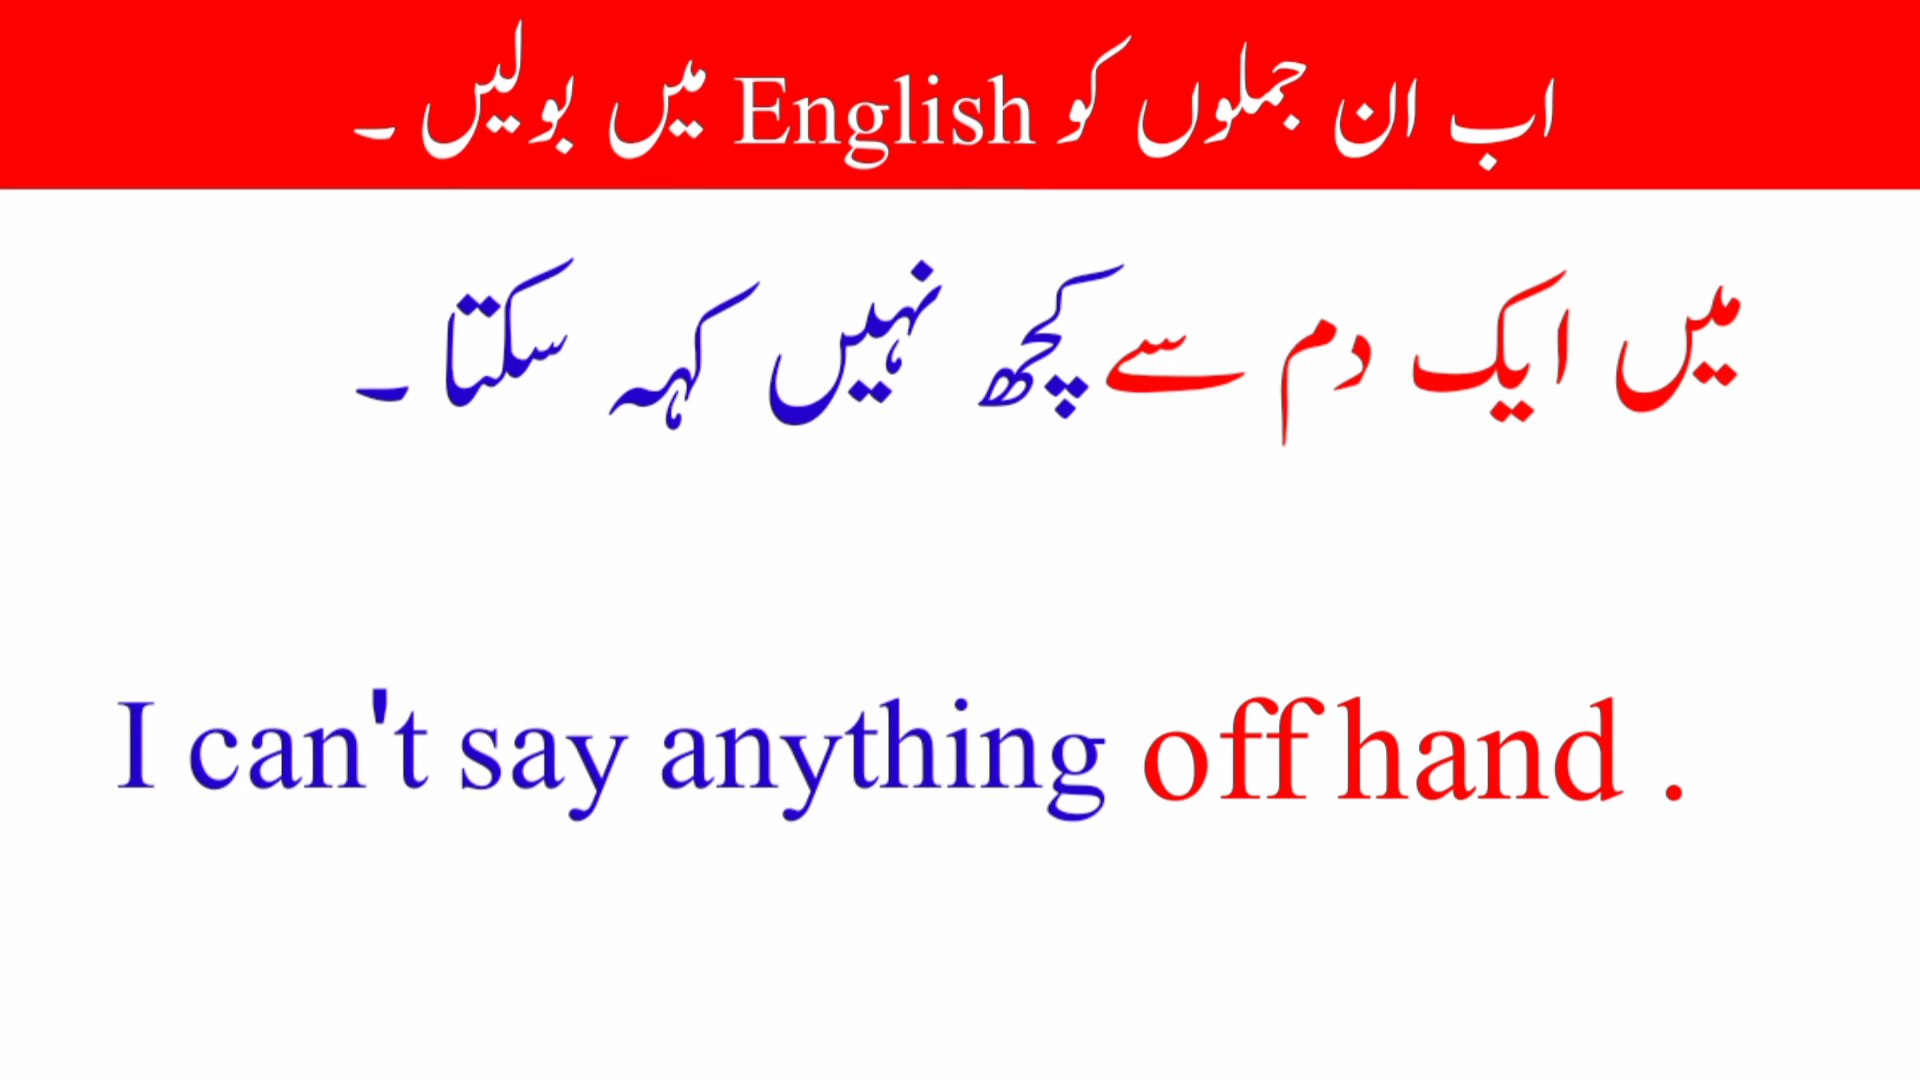 اب ان جملوں کو English میں بولیں ۔
میں ایک دم سے کچھ نہیں کہہ سکتا ۔
I can't say anything off hand .